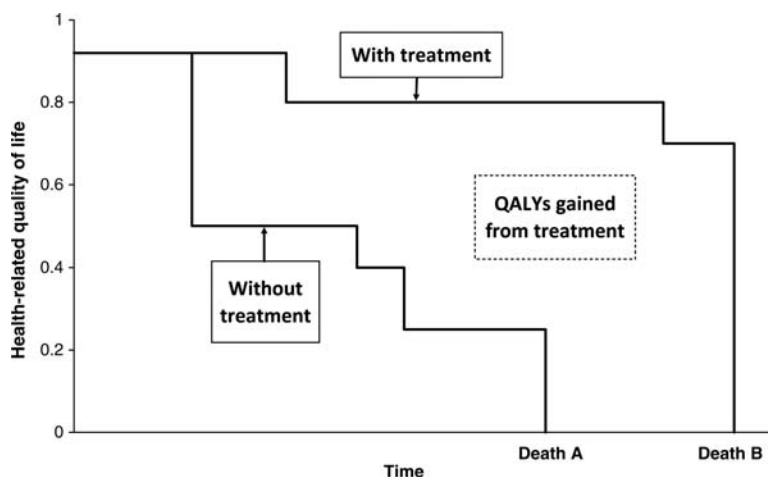 1
With treatment
0.8
0.6
QALYs gained
from treatment
Health-related quality of life
0.4
Without
treatment
0.2
0
Death A
Death B
Time